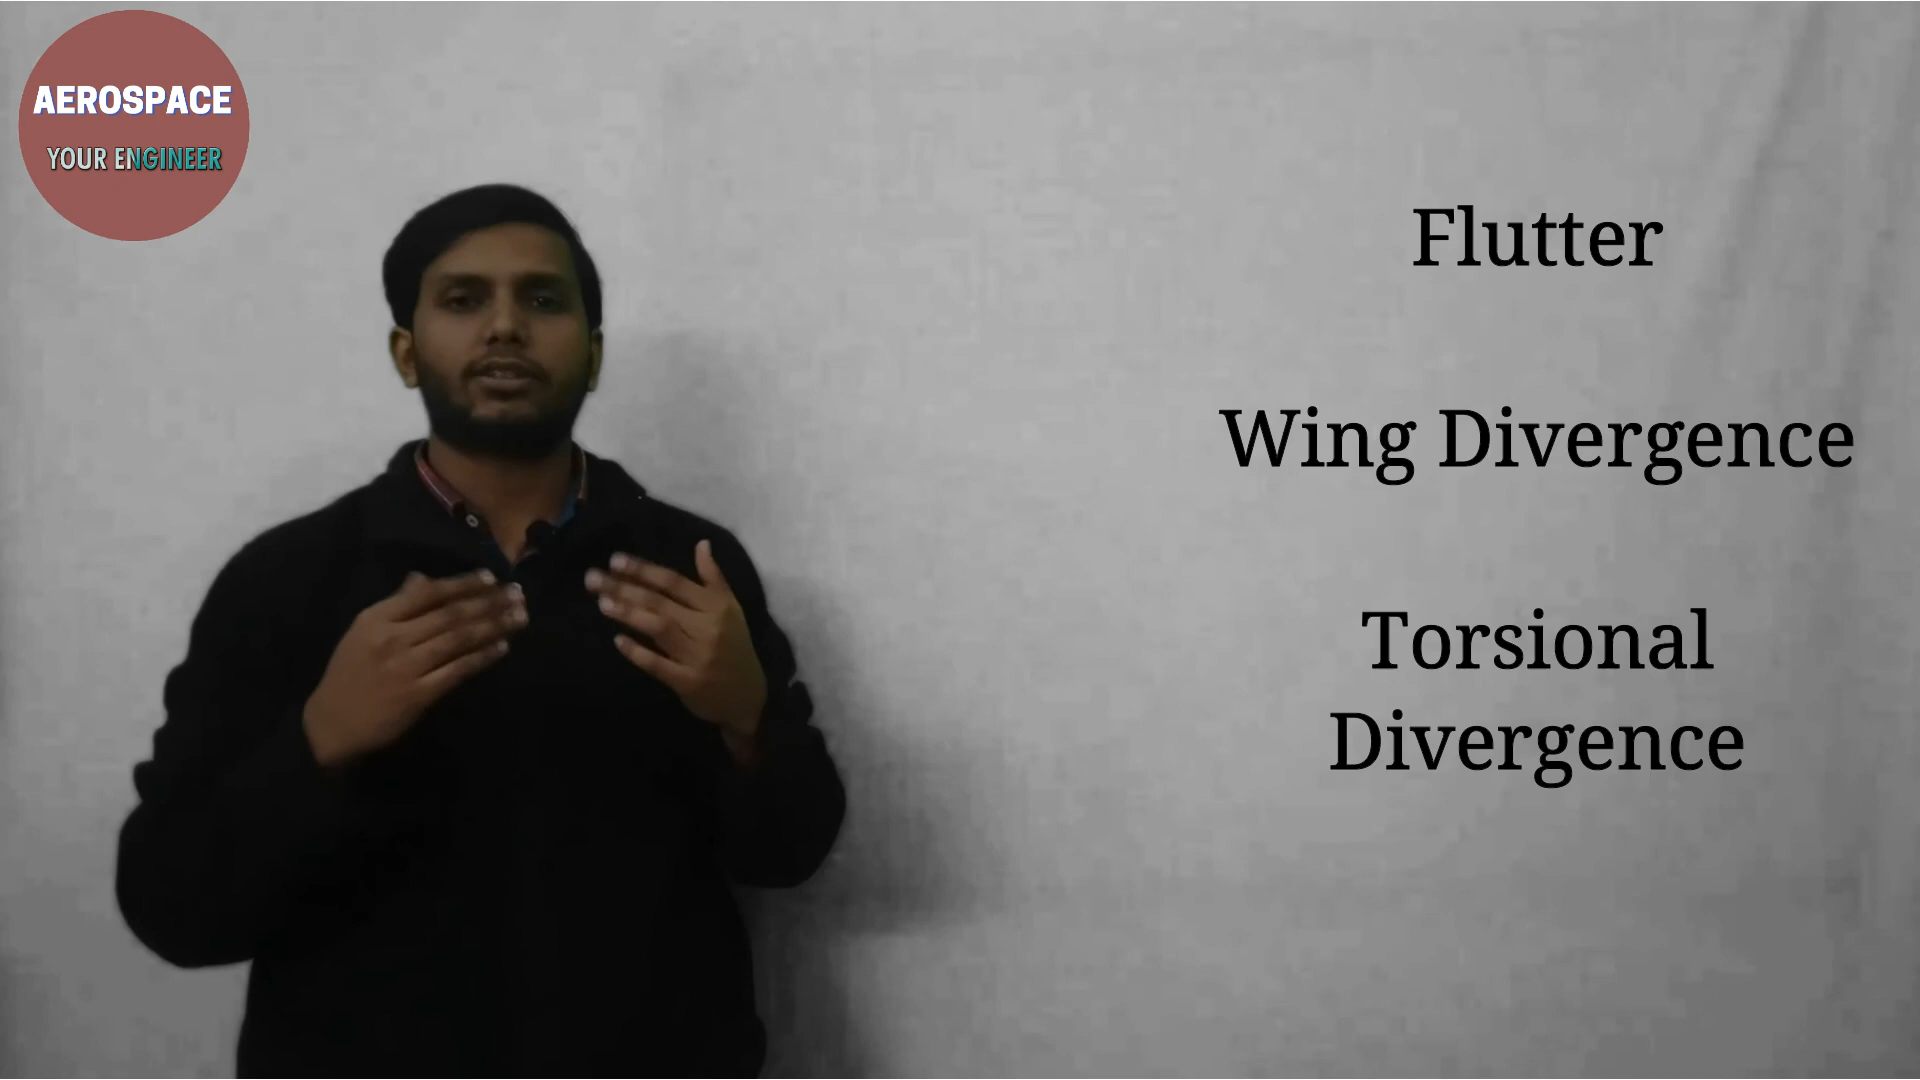 AEROSPACE
YOUR ENGINEER
Flutter
Wing Divergence
Torsional
Divergence